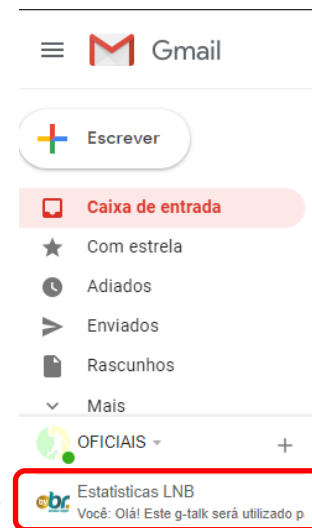 Gmail
Escrever
Caixa de entrada
Com estrela
Adiados
Enviados
Rascunhos
Mais
OFICIAIS
Estatisticas LNB
Você: Olá! Este g-talk será utilizado p